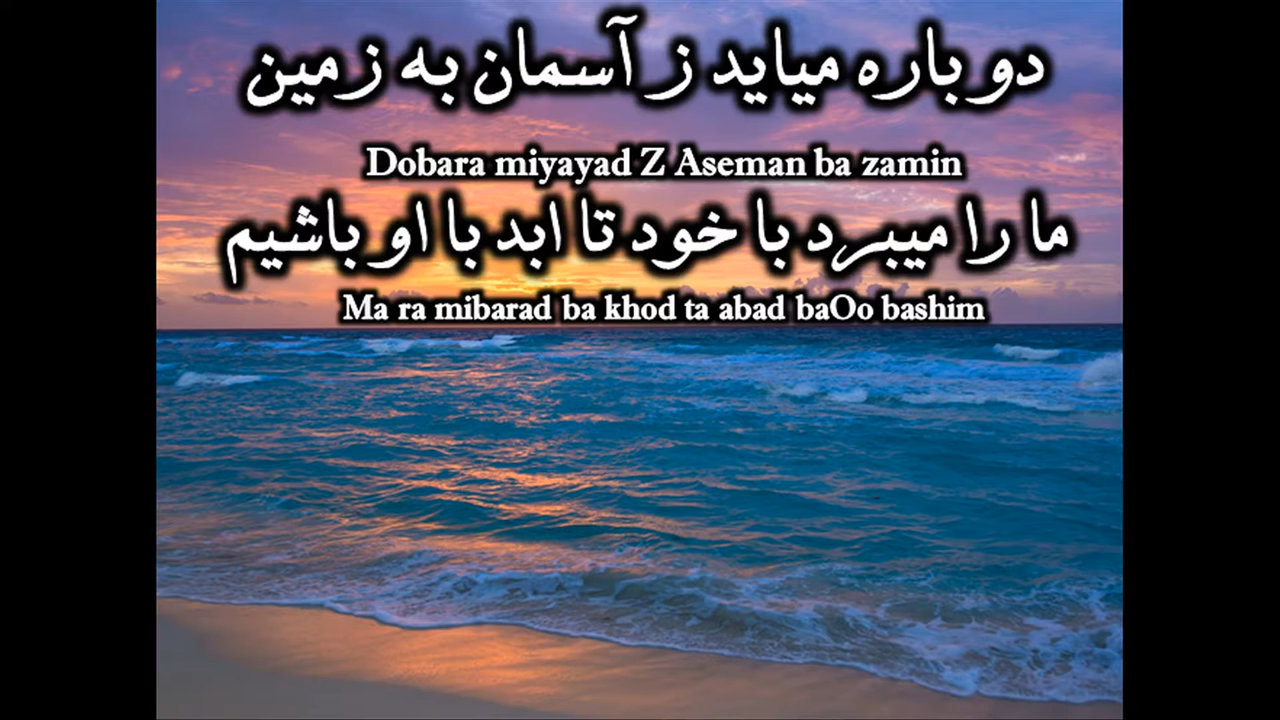 دوباره میاید ز آسمان به زمین
Dobara miyayad Z Aseman ba zamin
ما را میبرد با خود تا ابد با او باشیم
Ma ra mibarad ba khod ta abad baOo bashim